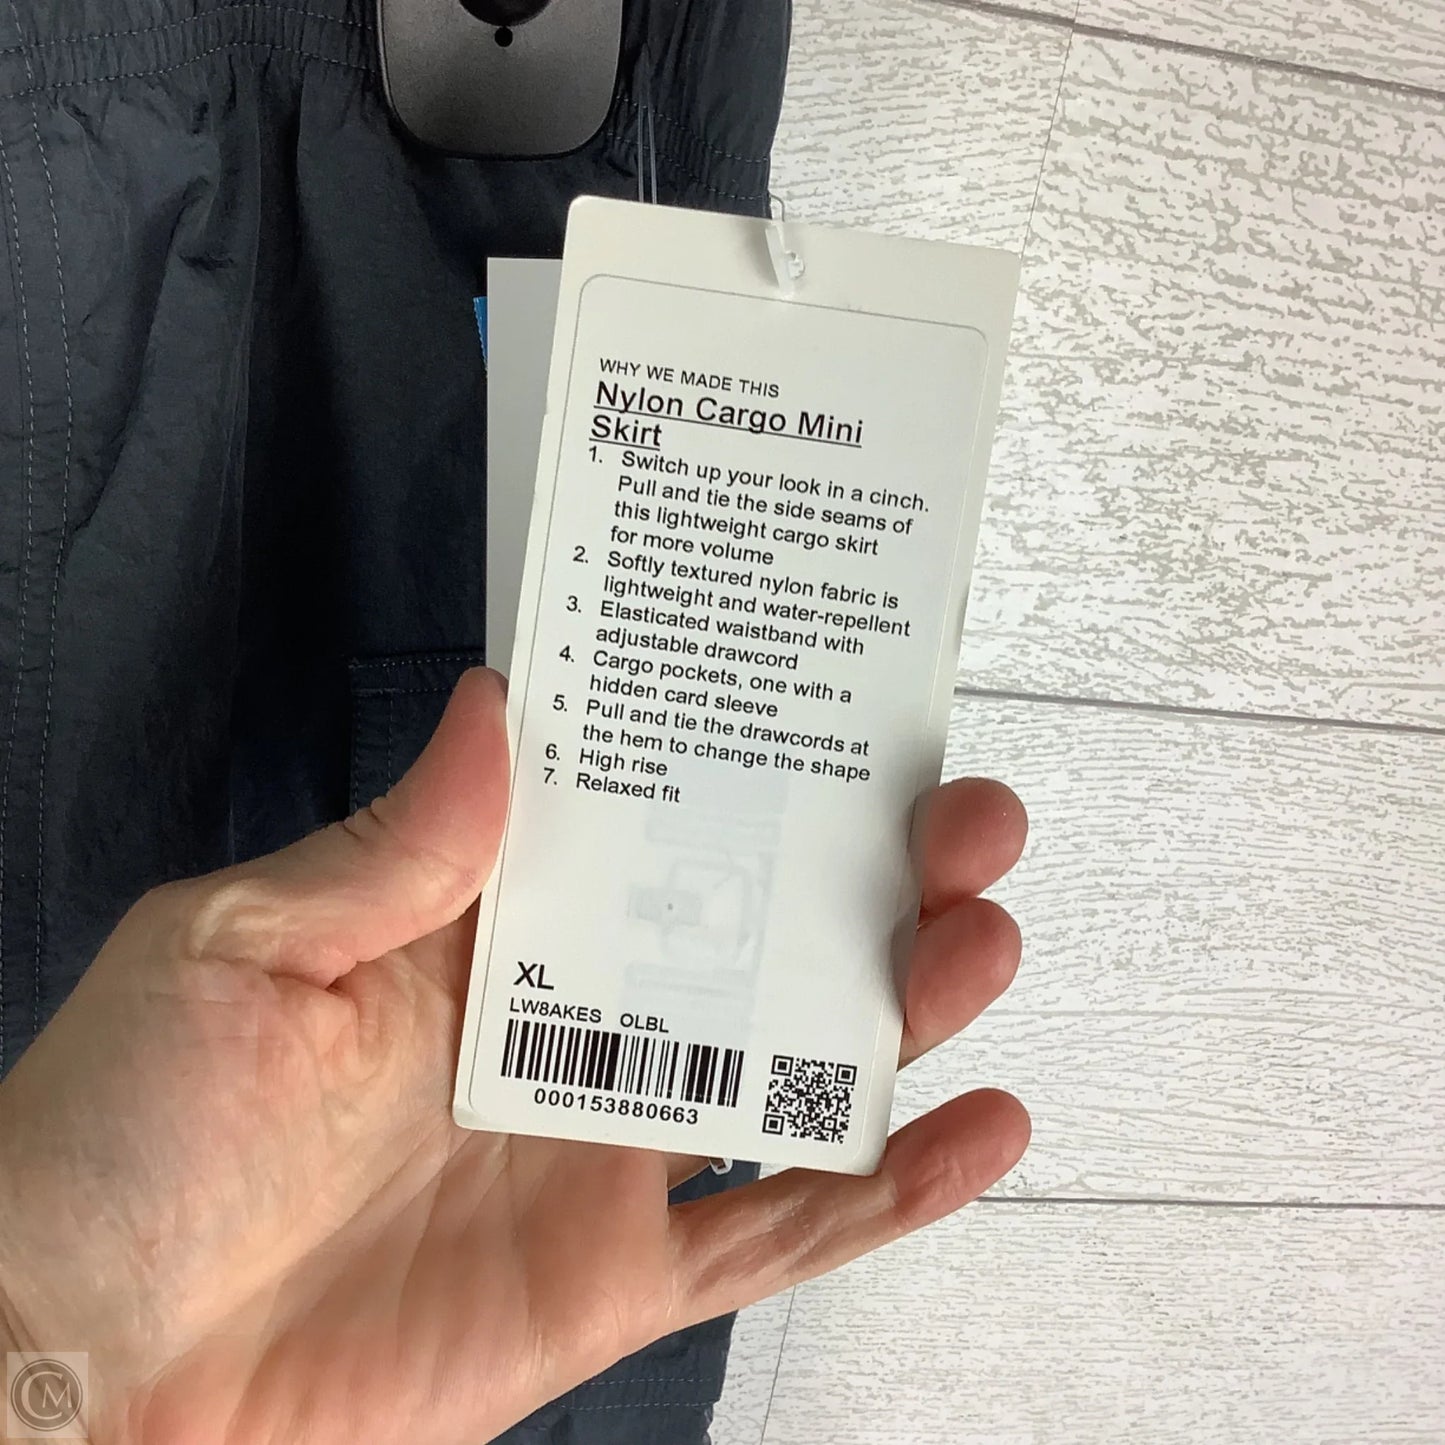 WHY WE MADE THIS
Nylon Cargo Mini
Skirt
1. Switch up your look in a cinch.
Pull and tie the side seams of
this lightweight cargo skirt
for more volume
2. Softly textured nylon fabric is
lightweight and water-repellent
3. Elasticated waistband with
adjustable drawcord
4. Cargo pockets, one with a
hidden card sleeve
5. Pull and tie the drawcords at
the hem to change the shape
6. High rise
7. Relaxed fit
XL
LW8AKES OLBL
000153880663
CM